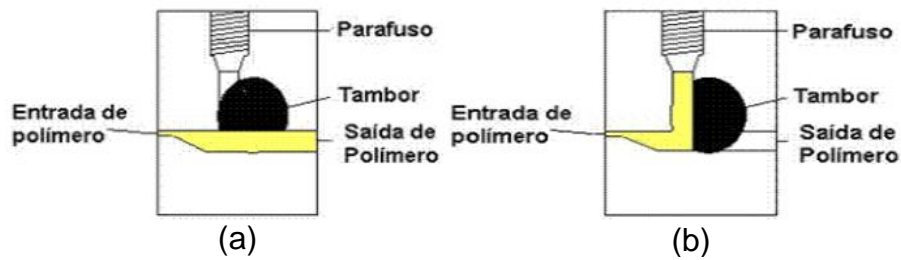 Parafuso
Tambor
Entrada de
polímero
Saída de
Polímero
(a)
Parafuso
Tambor
Entrada de
polímero
Saída de
Polímero
(b)